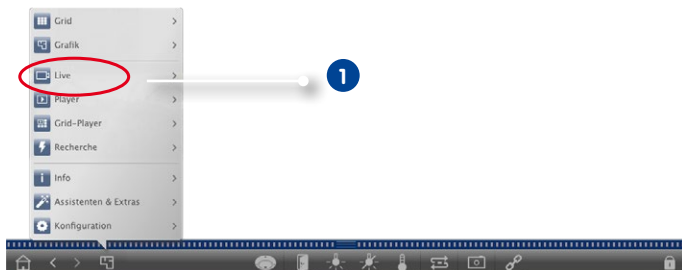 Grid
Grafik
Live
1
Player
Grid-Player
Recherche
Info
Assistenten & Extras
Konfiguration